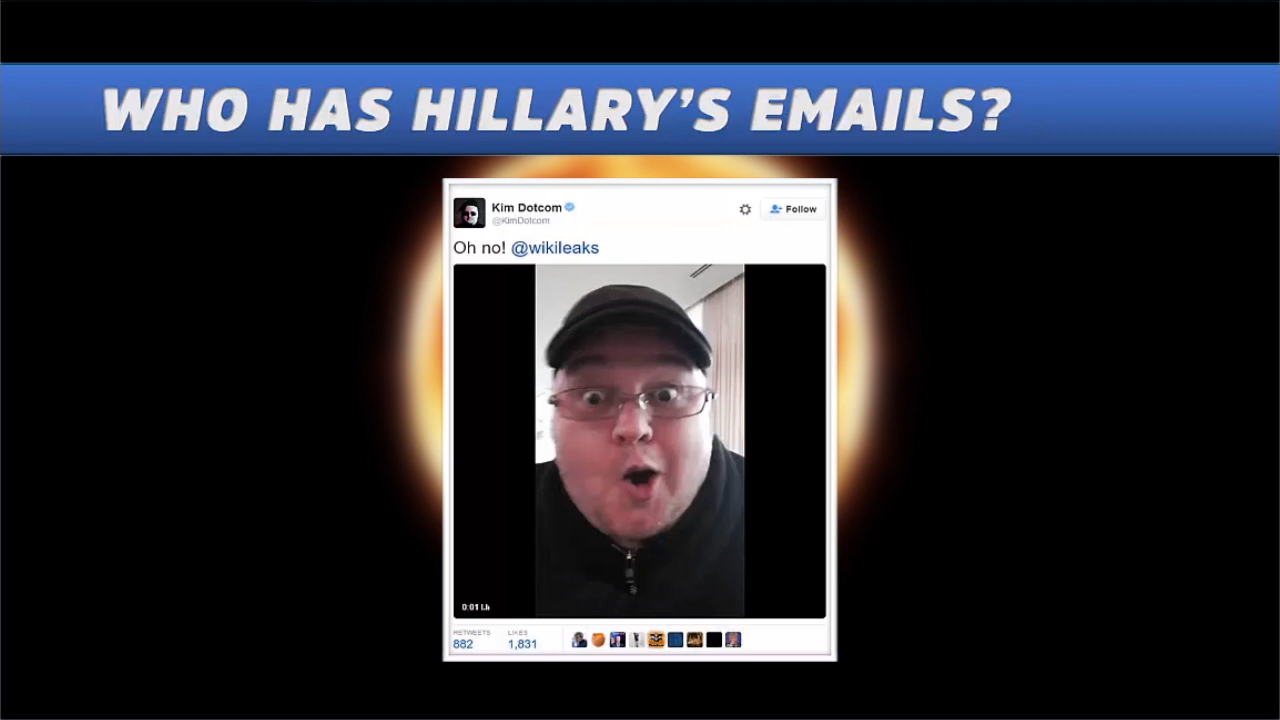 WHO HAS HILLARY'S EMAILS?
Kim Dotcom
@KimDotcom
Follow
Oh no! @wikileaks
0:01
RETWEETS LIKES
882 1,831